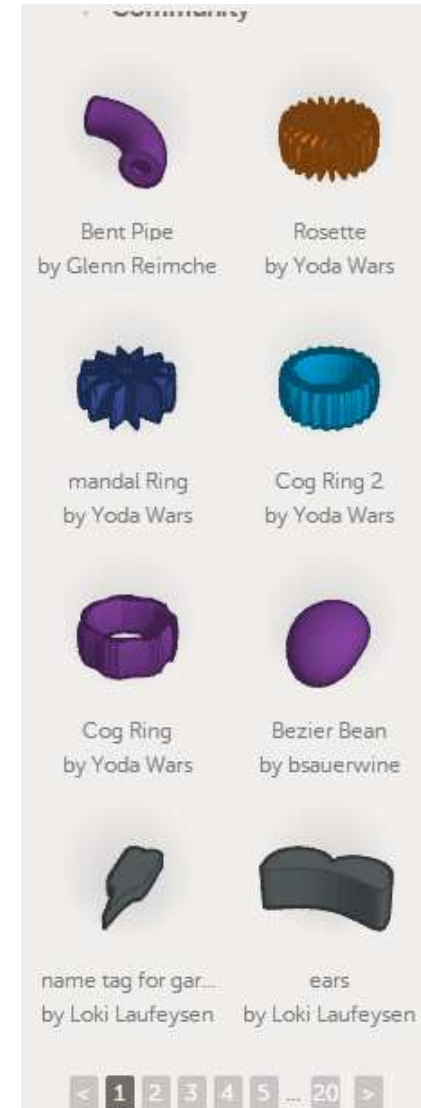 Community
Bent Pipe
by Glenn Reimche
Rosette
by Yoda Wars
mandal Ring
by Yoda Wars
Cog Ring 2
by Yoda Wars
Cog Ring
by Yoda Wars
Bezier Bean
by bsauerwine
name tag for gar...
by Loki Laufeysen
ears
by Loki Laufeysen
< 1 2 3 4 5 ... 20 >